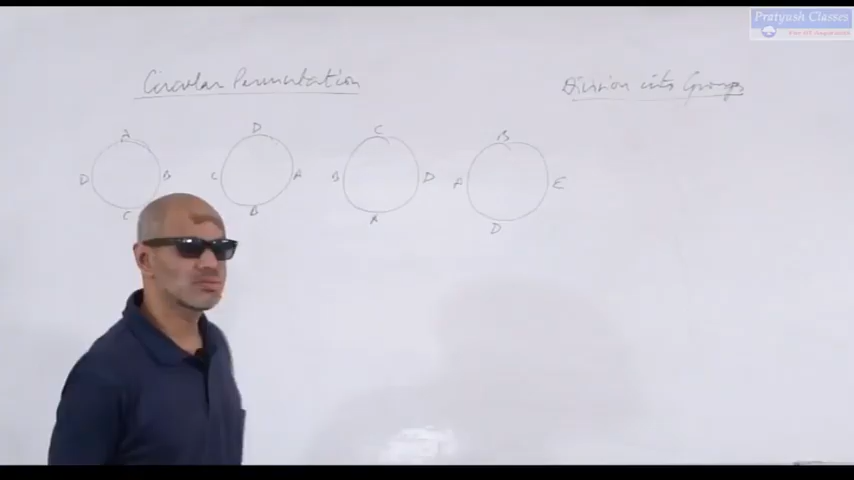 Pratyush Classes
Circular Permutation
Division into Groups
A
D
B
C
D
C
A
B
C
B
D
A
B
A
E
D